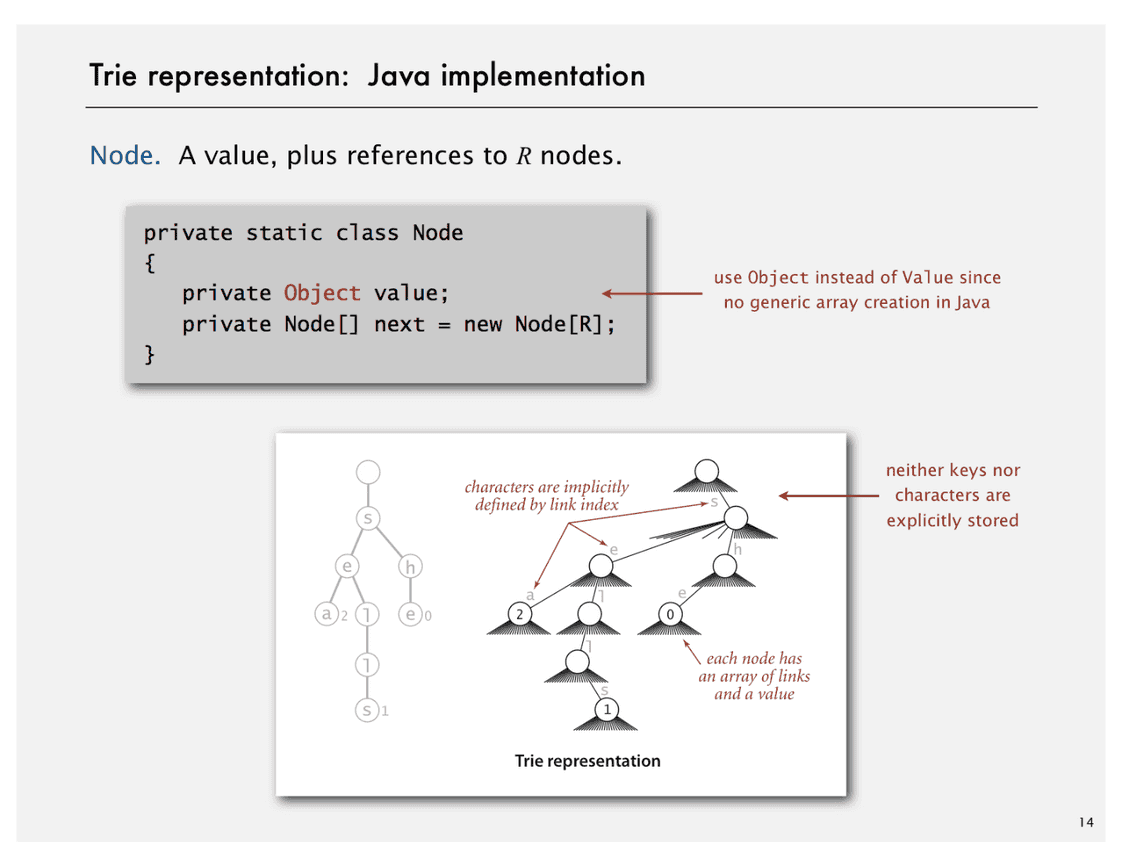 Trie representation:  Java implementation
Node.  A value, plus references to R nodes.
private static class Node
{
   private Object value;
   private Node[] next = new Node[R];
}
use Object instead of Value since
no generic array creation in Java
s
e
h
a 2
l
e 0
l
s 1
characters are implicitly
defined by link index
s
e
h
a
2
l
e
0
l
s
1
each node has
an array of links
and a value
Trie representation
neither keys nor
characters are
explicitly stored
14